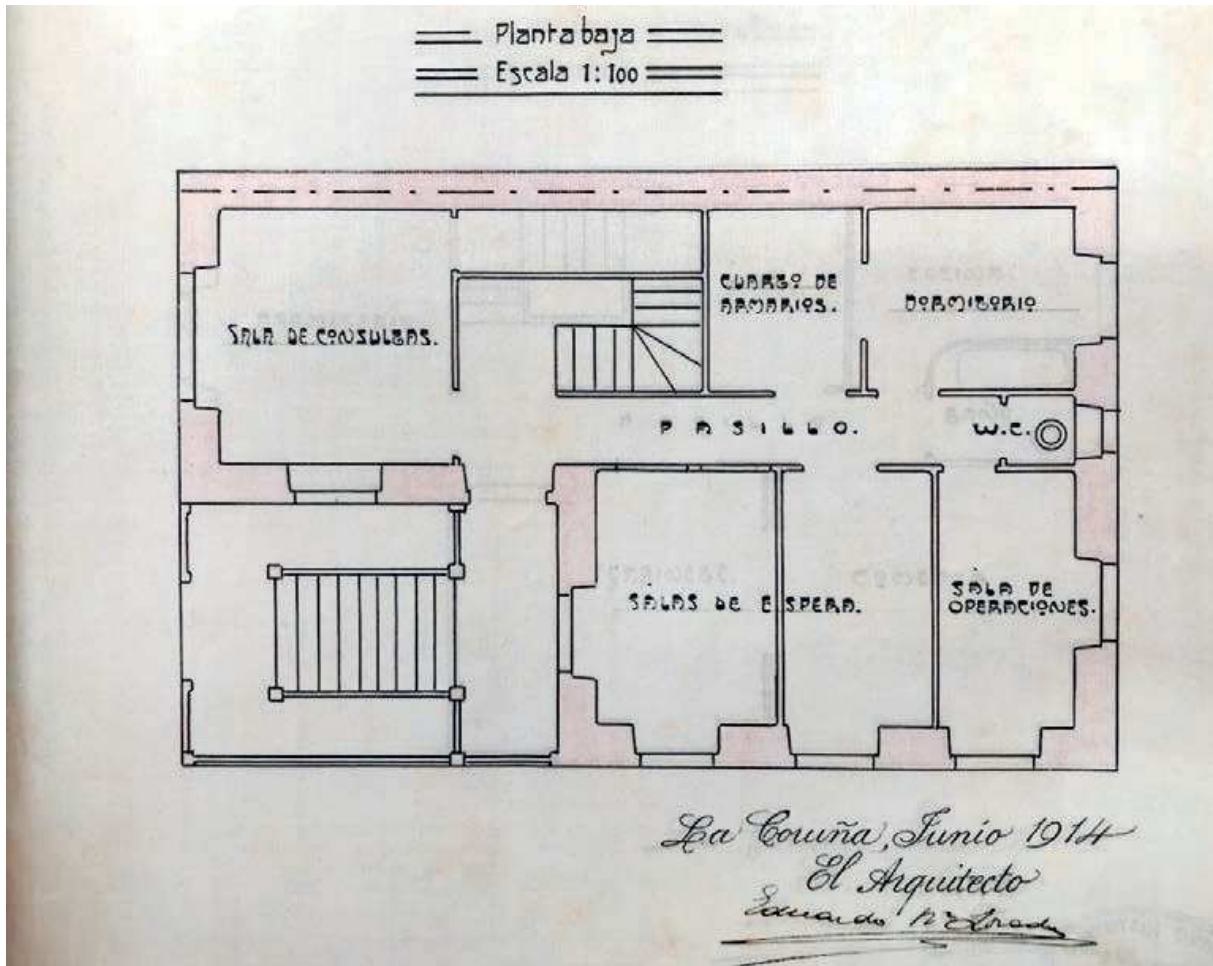 Planta baja
Escala 1:100
SALA DE CONSULTAS.
CUARTO DE
ARMARIOS.
DORMITORIO
PASILLO.
W.C.
SALAS DE ESPERA.
SALA DE
OPERACIONES.
La Coruña, Junio 1914
El Arquitecto
Eduardo